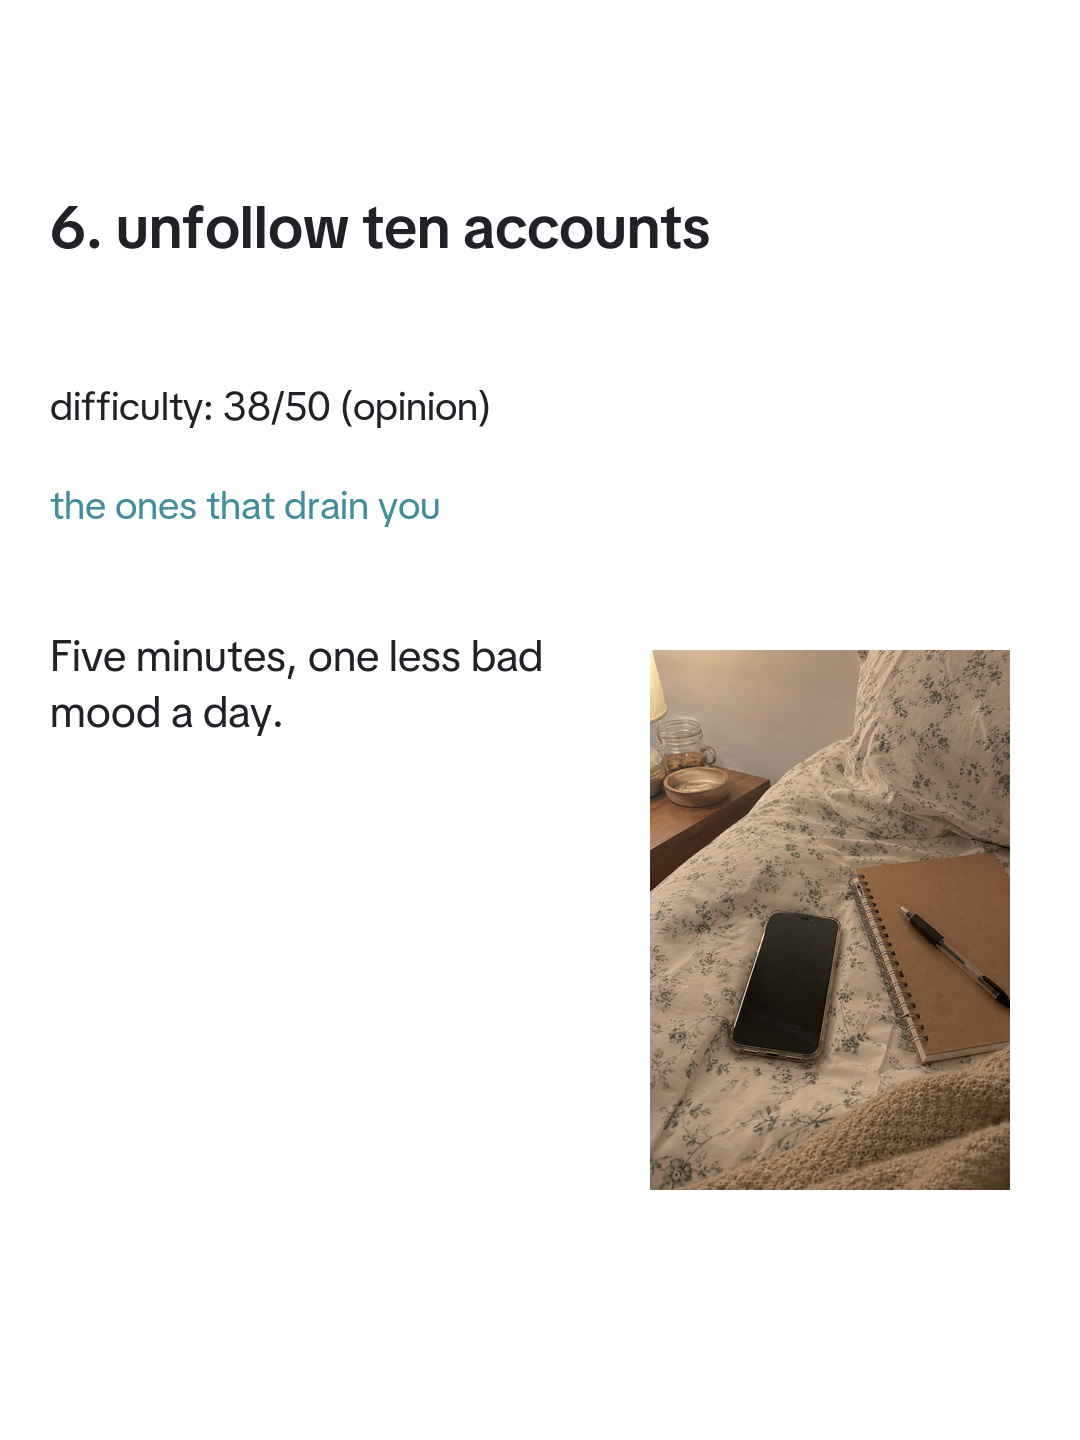 6. unfollow ten accounts
difficulty: 38/50 (opinion)
the ones that drain you
Five minutes, one less bad
mood a day.